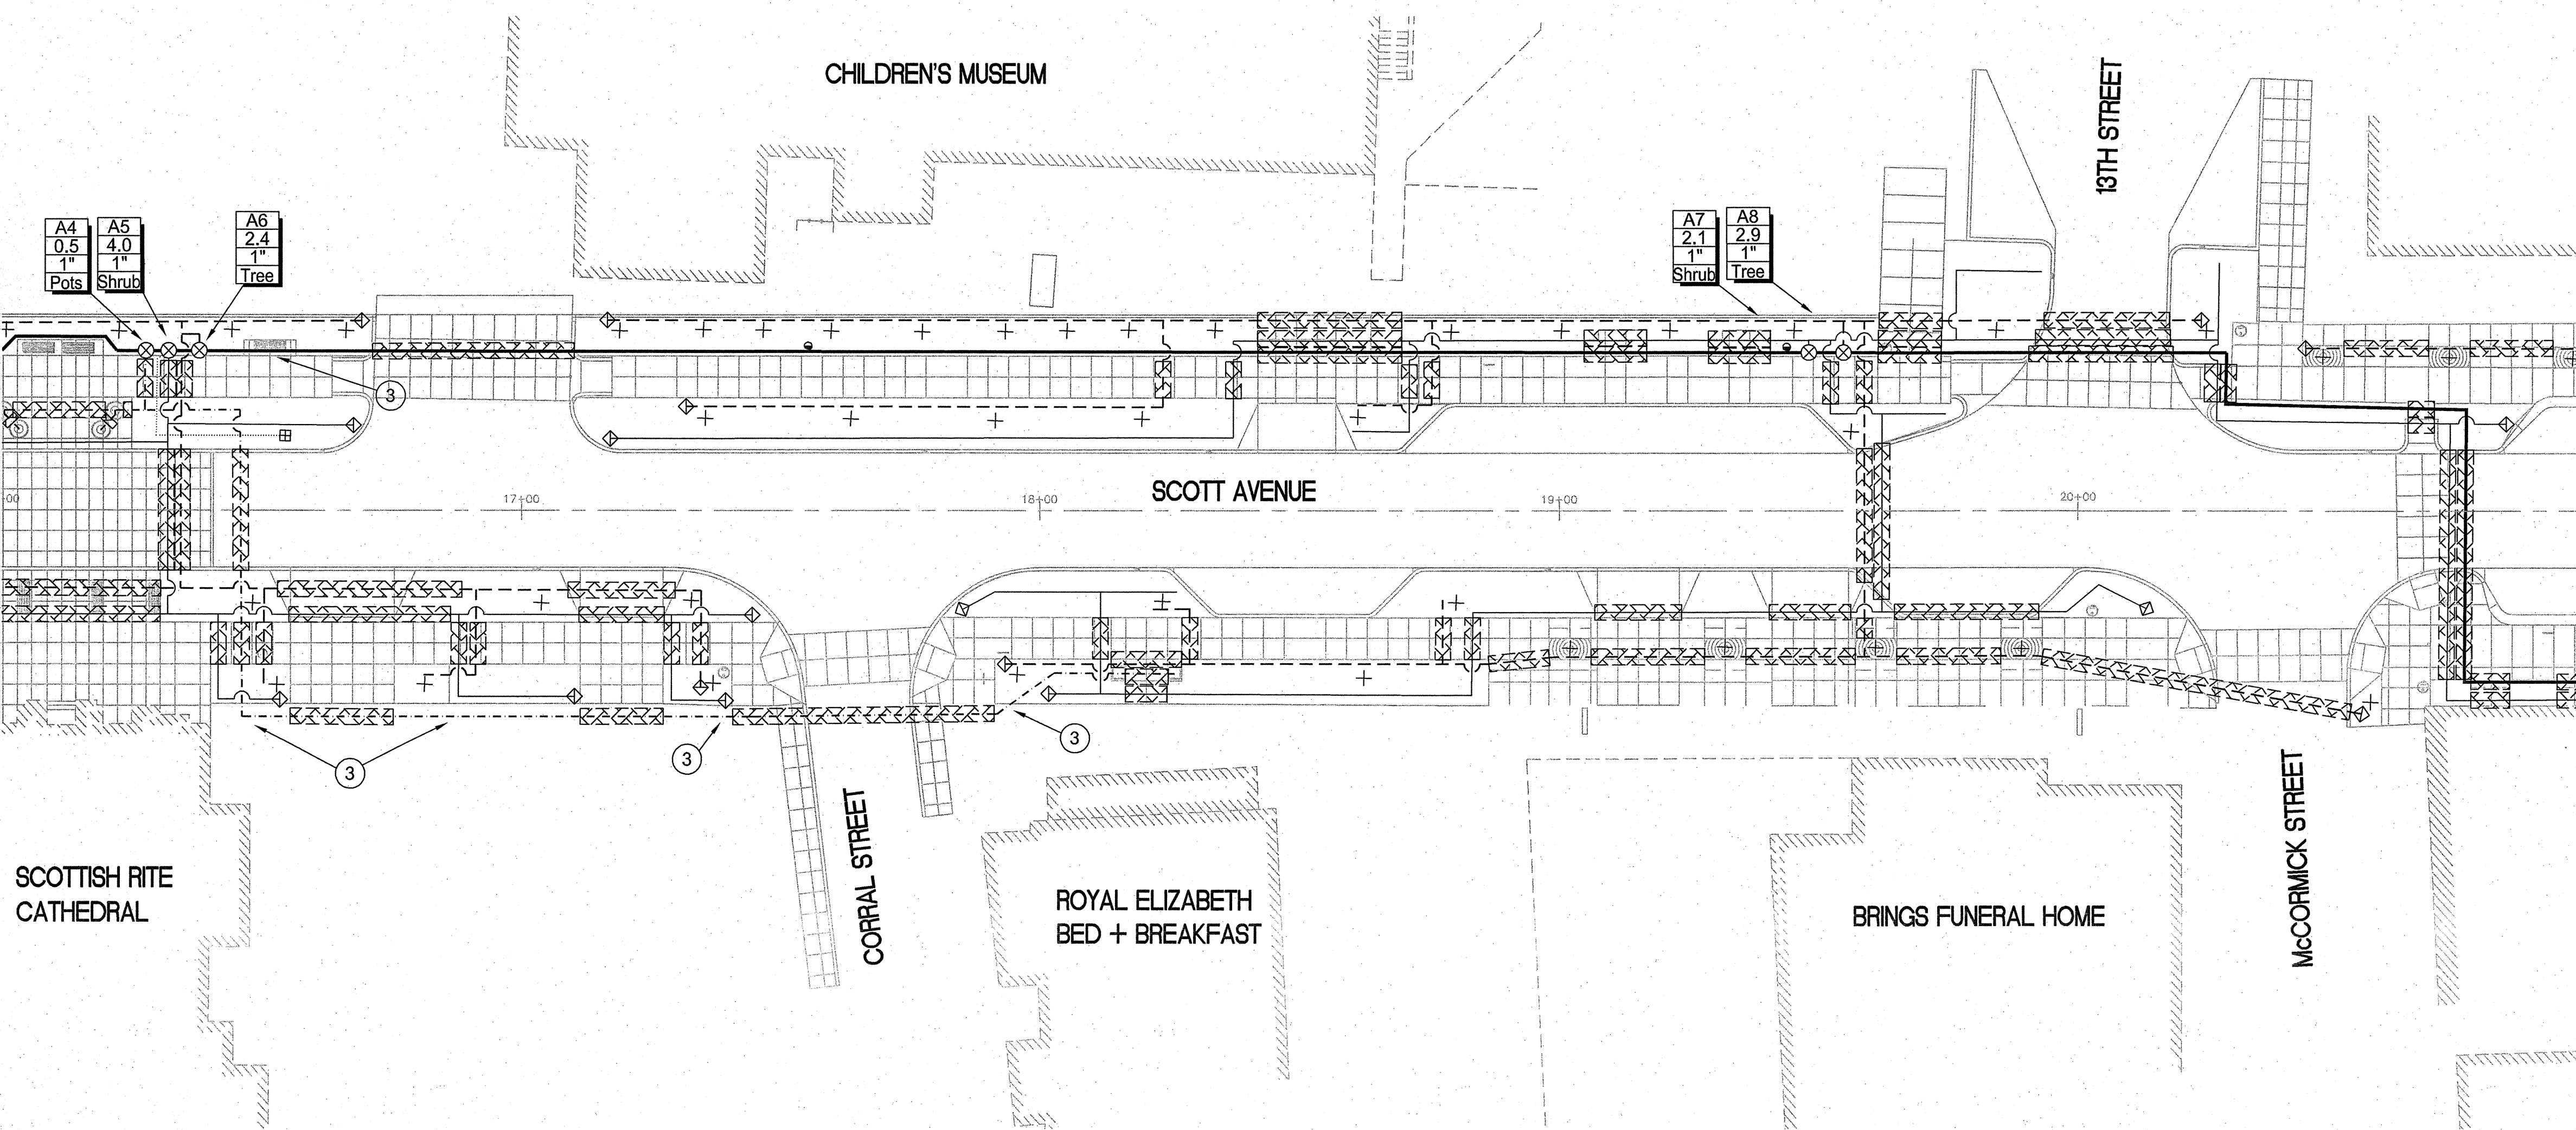 CHILDREN'S MUSEUM
13TH STREET
A4
0.5
1"
Pots
A5
4.0
1"
Shrub
A6
2.4
1"
Tree
A7
2.1
1"
Shrub
A8
2.9
1"
Tree
3
00
17+00
18+00
19+00
20+00
SCOTT AVENUE
3
3
3
CORRAL STREET
McCORMICK STREET
SCOTTISH RITE
CATHEDRAL
ROYAL ELIZABETH
BED + BREAKFAST
BRINGS FUNERAL HOME